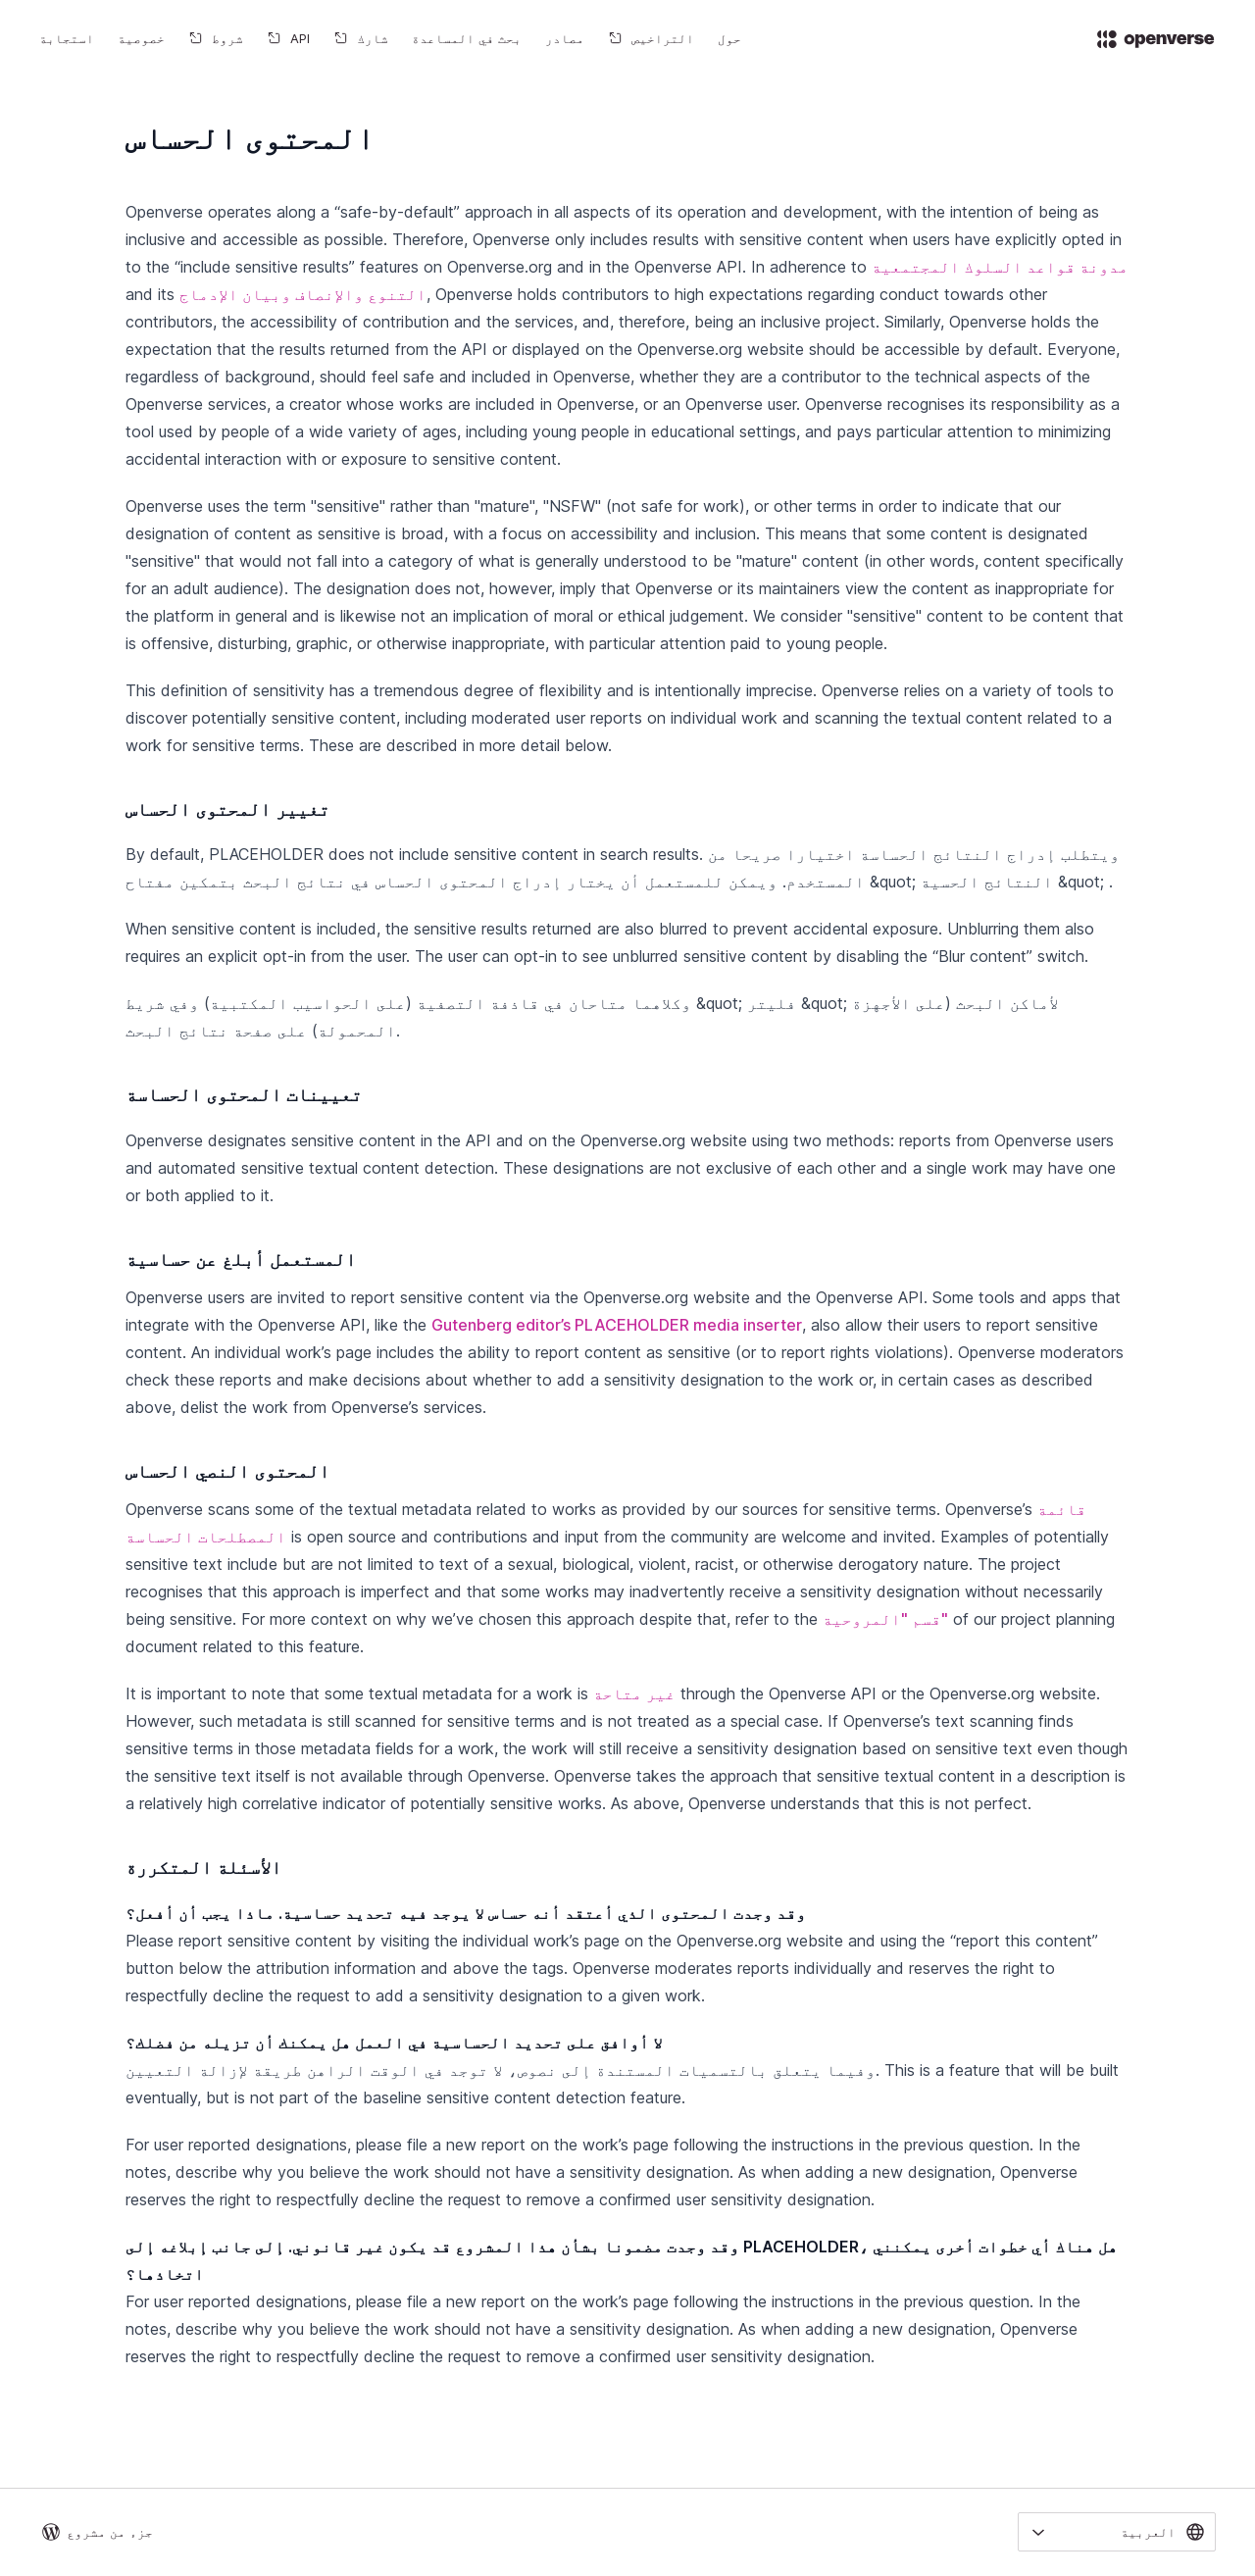 openverse
حول
التراخيص
مصادر
بحث في المساعدة
شارك
API
شروط
خصوصية
استجابة
المحتوى الحساس
Openverse operates along a “safe-by-default” approach in all aspects of its operation and development, with the intention of being as
inclusive and accessible as possible. Therefore, Openverse only includes results with sensitive content when users have explicitly opted in
to the “include sensitive results” features on Openverse.org and in the Openverse API. In adherence to مدونة قواعد السلوك المجتمعية
and its التنوع والإنصاف وبيان الإدماج, Openverse holds contributors to high expectations regarding conduct towards other
contributors, the accessibility of contribution and the services, and, therefore, being an inclusive project. Similarly, Openverse holds the
expectation that the results returned from the API or displayed on the Openverse.org website should be accessible by default. Everyone,
regardless of background, should feel safe and included in Openverse, whether they are a contributor to the technical aspects of the
Openverse services, a creator whose works are included in Openverse, or an Openverse user. Openverse recognises its responsibility as a
tool used by people of a wide variety of ages, including young people in educational settings, and pays particular attention to minimizing
accidental interaction with or exposure to sensitive content.
Openverse uses the term "sensitive" rather than "mature", "NSFW" (not safe for work), or other terms in order to indicate that our
designation of content as sensitive is broad, with a focus on accessibility and inclusion. This means that some content is designated
"sensitive" that would not fall into a category of what is generally understood to be "mature" content (in other words, content specifically
for an adult audience). The designation does not, however, imply that Openverse or its maintainers view the content as inappropriate for
the platform in general and is likewise not an implication of moral or ethical judgement. We consider "sensitive" content to be content that
is offensive, disturbing, graphic, or otherwise inappropriate, with particular attention paid to young people.
This definition of sensitivity has a tremendous degree of flexibility and is intentionally imprecise. Openverse relies on a variety of tools to
discover potentially sensitive content, including moderated user reports on individual work and scanning the textual content related to a
work for sensitive terms. These are described in more detail below.
تغيير المحتوى الحساس
By default, PLACEHOLDER does not include sensitive content in search results. ويتطلب إدراج النتائج الحساسة اختيارا صريحا من
المستخدم. ويمكن للمستعمل أن يختار إدراج المحتوى الحساس في نتائج البحث بتمكين مفتاح &quot; النتائج الحسية &quot; .
When sensitive content is included, the sensitive results returned are also blurred to prevent accidental exposure. Unblurring them also
requires an explicit opt-in from the user. The user can opt-in to see unblurred sensitive content by disabling the “Blur content” switch.
وكلاهما متاحان في قاذفة التصفية (على الحواسيب المكتبية) وفي شريط &quot; فليتر &quot; لأماكن البحث (على الأجهزة
المحمولة) على صفحة نتائج البحث.
تعيينات المحتوى الحساسة
Openverse designates sensitive content in the API and on the Openverse.org website using two methods: reports from Openverse users
and automated sensitive textual content detection. These designations are not exclusive of each other and a single work may have one
or both applied to it.
المستعمل أبلغ عن حساسية
Openverse users are invited to report sensitive content via the Openverse.org website and the Openverse API. Some tools and apps that
integrate with the Openverse API, like the Gutenberg editor’s PLACEHOLDER media inserter, also allow their users to report sensitive
content. An individual work’s page includes the ability to report content as sensitive (or to report rights violations). Openverse moderators
check these reports and make decisions about whether to add a sensitivity designation to the work or, in certain cases as described
above, delist the work from Openverse’s services.
المحتوى النصي الحساس
Openverse scans some of the textual metadata related to works as provided by our sources for sensitive terms. Openverse’s قائمة
المصطلحات الحساسة is open source and contributions and input from the community are welcome and invited. Examples of potentially
sensitive text include but are not limited to text of a sexual, biological, violent, racist, or otherwise derogatory nature. The project
recognises that this approach is imperfect and that some works may inadvertently receive a sensitivity designation without necessarily
being sensitive. For more context on why we’ve chosen this approach despite that, refer to the قسم "المروحية" of our project planning
document related to this feature.
It is important to note that some textual metadata for a work is غير متاحة through the Openverse API or the Openverse.org website.
However, such metadata is still scanned for sensitive terms and is not treated as a special case. If Openverse’s text scanning finds
sensitive terms in those metadata fields for a work, the work will still receive a sensitivity designation based on sensitive text even though
the sensitive text itself is not available through Openverse. Openverse takes the approach that sensitive textual content in a description is
a relatively high correlative indicator of potentially sensitive works. As above, Openverse understands that this is not perfect.
الأسئلة المتكررة
وقد وجدت المحتوى الذي أعتقد أنه حساس لا يوجد فيه تحديد حساسية. ماذا يجب أن أفعل؟
Please report sensitive content by visiting the individual work’s page on the Openverse.org website and using the “report this content”
button below the attribution information and above the tags. Openverse moderates reports individually and reserves the right to
respectfully decline the request to add a sensitivity designation to a given work.
لا أوافق على تحديد الحساسية في العمل هل يمكنك أن تزيله من فضلك؟
وفيما يتعلق بالتسميات المستندة إلى نصوص، لا توجد في الوقت الراهن طريقة لإزالة التعيين. This is a feature that will be built
eventually, but is not part of the baseline sensitive content detection feature.
For user reported designations, please file a new report on the work’s page following the instructions in the previous question. In the
notes, describe why you believe the work should not have a sensitivity designation. As when adding a new designation, Openverse
reserves the right to respectfully decline the request to remove a confirmed user sensitivity designation.
وقد وجدت مضمونا بشأن هذا المشروع قد يكون غير قانوني. إلى جانب إبلاغه إلى PLACEHOLDER، هل هناك أي خطوات أخرى يمكنني
اتخاذها؟
For user reported designations, please file a new report on the work’s page following the instructions in the previous question. In the
notes, describe why you believe the work should not have a sensitivity designation. As when adding a new designation, Openverse
reserves the right to respectfully decline the request to remove a confirmed user sensitivity designation.
العربية
جزء من مشروع